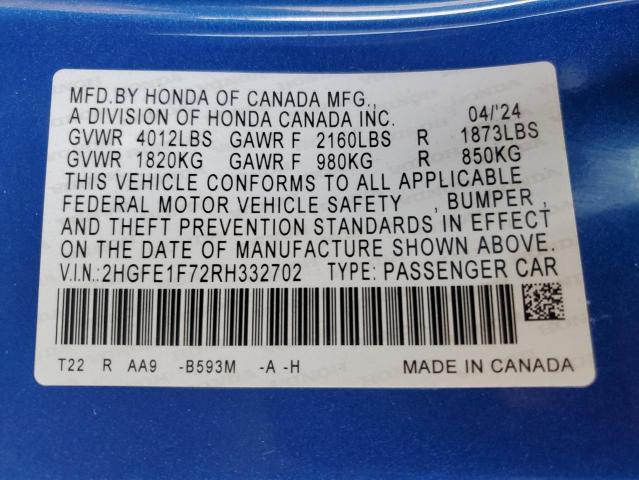 MFD.BY HONDA OF CANADA MFG.,
A DIVISION OF HONDA CANADA INC. 04/'24
GVWR 4012LBS GAWR F 2160LBS R 1873LBS
GVWR 1820KG GAWR F 980KG R 850KG
THIS VEHICLE CONFORMS TO ALL APPLICABLE
FEDERAL MOTOR VEHICLE SAFETY , BUMPER ,
AND THEFT PREVENTION STANDARDS IN EFFECT
ON THE DATE OF MANUFACTURE SHOWN ABOVE.
V.I.N.:2HGFE1F72RH332702 TYPE: PASSENGER CAR
T22 R AA9 -B593M -A -H MADE IN CANADA